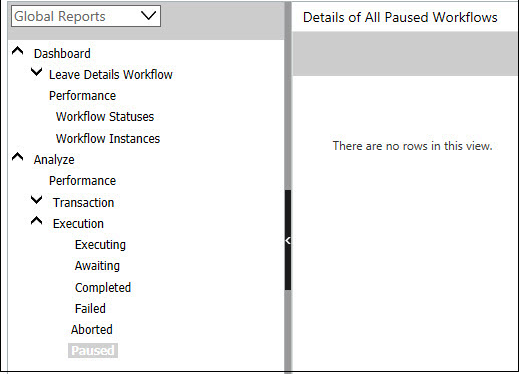 Global Reports
Dashboard
Leave Details Workflow
Performance
Workflow Statuses
Workflow Instances
Analyze
Performance
Transaction
Execution
Executing
Awaiting
Completed
Failed
Aborted
Paused
Details of All Paused Workflows
There are no rows in this view.